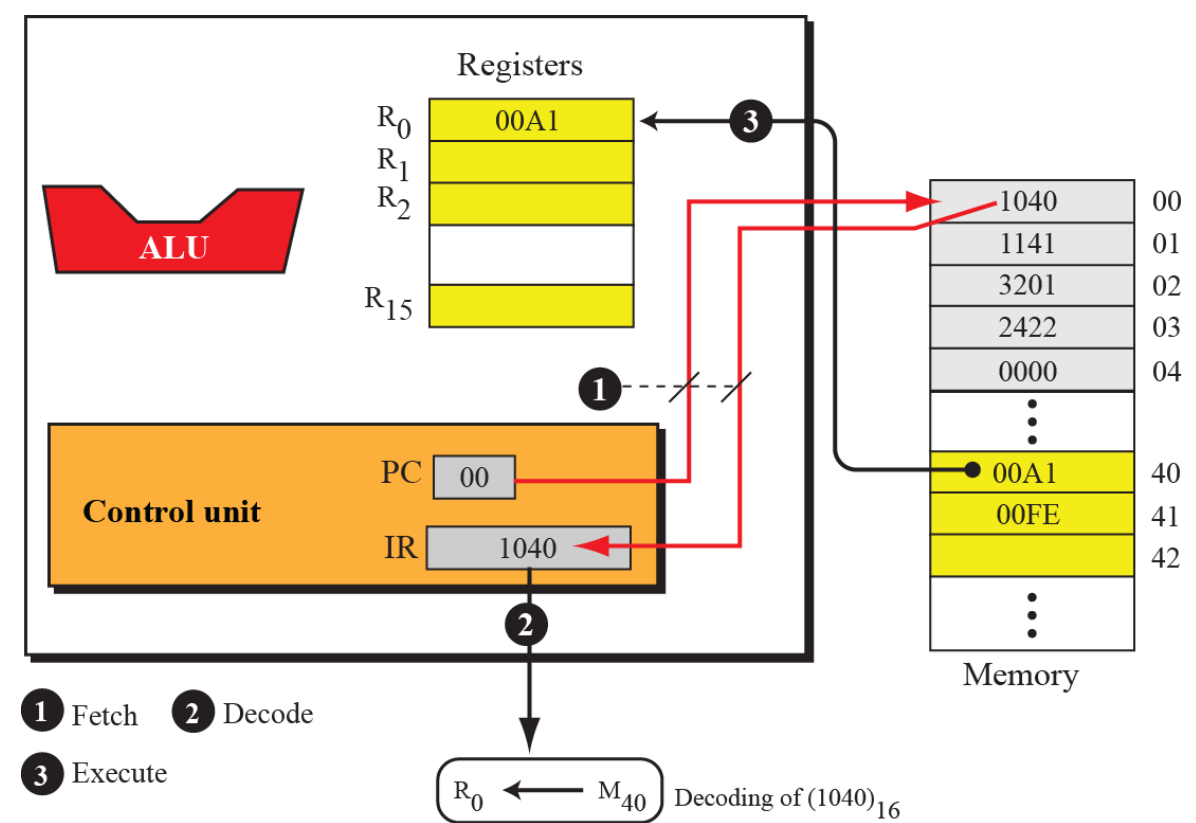 Registers
R0 00A1
R1
R2
R15
3
ALU
1040 00
1141 01
3201 02
2422 03
0000 04
00A1 40
00FE 41
42
Memory
1
Control unit
PC 00
IR 1040
2
1 Fetch 2 Decode
3 Execute
R0 M40 Decoding of (1040)16